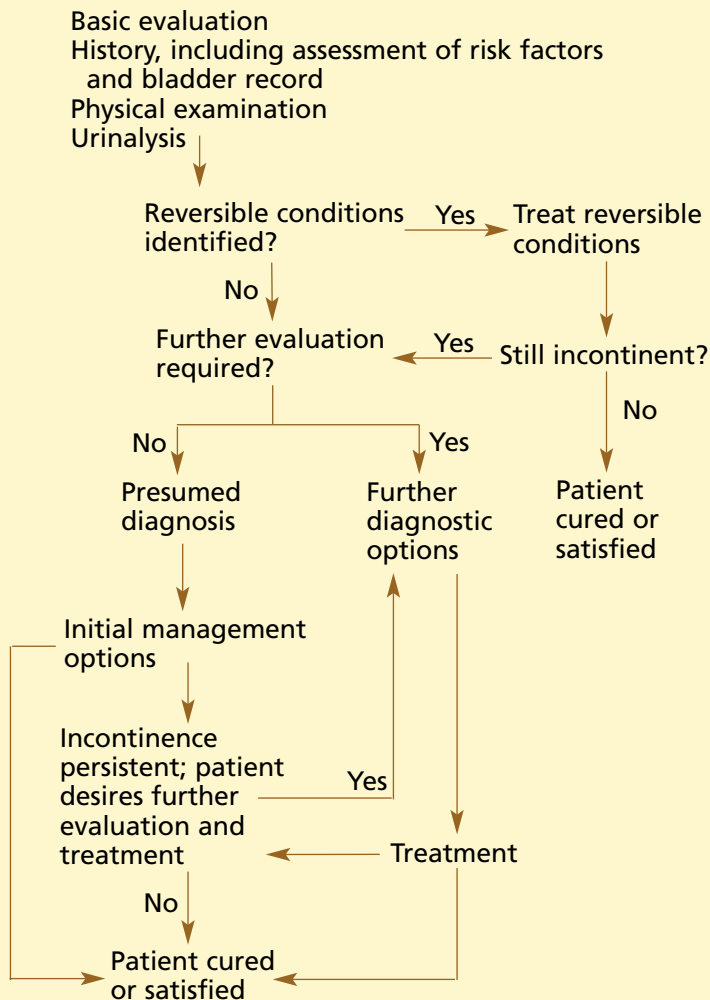 Basic evaluation
History, including assessment of risk factors
and bladder record
Physical examination
Urinalysis
Reversible conditions
identified?
Yes
Treat reversible
conditions
No
Further evaluation
required?
Yes
Still incontinent?
No
No
Yes
Presumed
diagnosis
Further
diagnostic
options
Patient
cured or
satisfied
Initial management
options
Incontinence
persistent; patient
desires further
evaluation and
treatment
Yes
Treatment
No
Patient cured
or satisfied